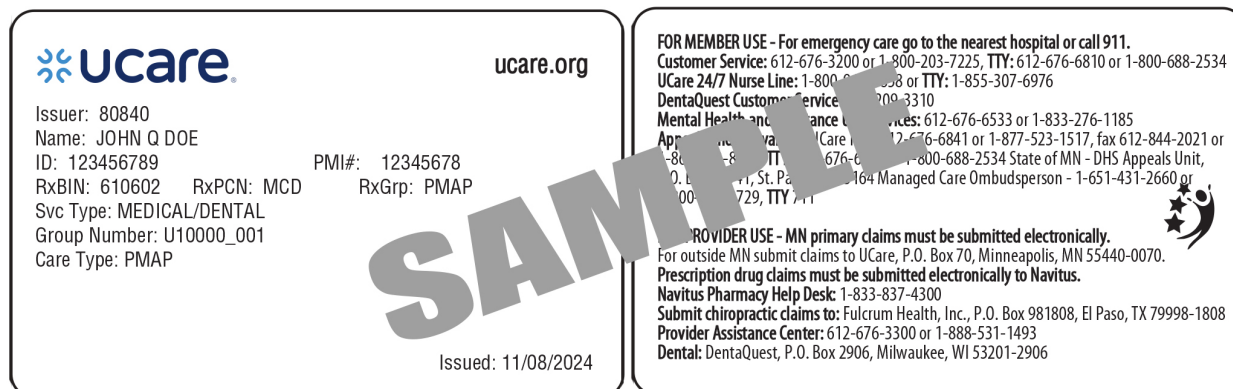 ucare.
ucare.org
Issuer: 80840
Name: JOHN Q DOE
ID: 123456789 PMI#: 12345678
RxBIN: 610602 RxPCN: MCD RxGrp: PMAP
Svc Type: MEDICAL/DENTAL
Group Number: U10000_001
Care Type: PMAP
Issued: 11/08/2024
SAMPLE
FOR MEMBER USE - For emergency care go to the nearest hospital or call 911.
Customer Service: 612-676-3200 or 1-800-203-7225, TTY: 612-676-6810 or 1-800-688-2534
UCare 24/7 Nurse Line: or TTY: 1-855-307-6976
DentaQuest Customer Service
Mental Health and 612-676-6533 or 1-833-276-1185
UCare 612-676-6841 or 1-877-523-1517, fax 612-844-2021 or
1-800-688-2534 State of MN - DHS Appeals Unit,
St. Managed Care Ombudsperson - 1-651-431-2660 or
TTY
PROVIDER USE - MN primary claims must be submitted electronically.
For outside MN submit claims to UCare, P.O. Box 70, Minneapolis, MN 55440-0070.
Prescription drug claims must be submitted electronically to Navitus.
Navitus Pharmacy Help Desk: 1-833-837-4300
Submit chiropractic claims to: Fulcrum Health, Inc., P.O. Box 981808, El Paso, TX 79998-1808
Provider Assistance Center: 612-676-3300 or 1-888-531-1493
Dental: DentaQuest, P.O. Box 2906, Milwaukee, WI 53201-2906